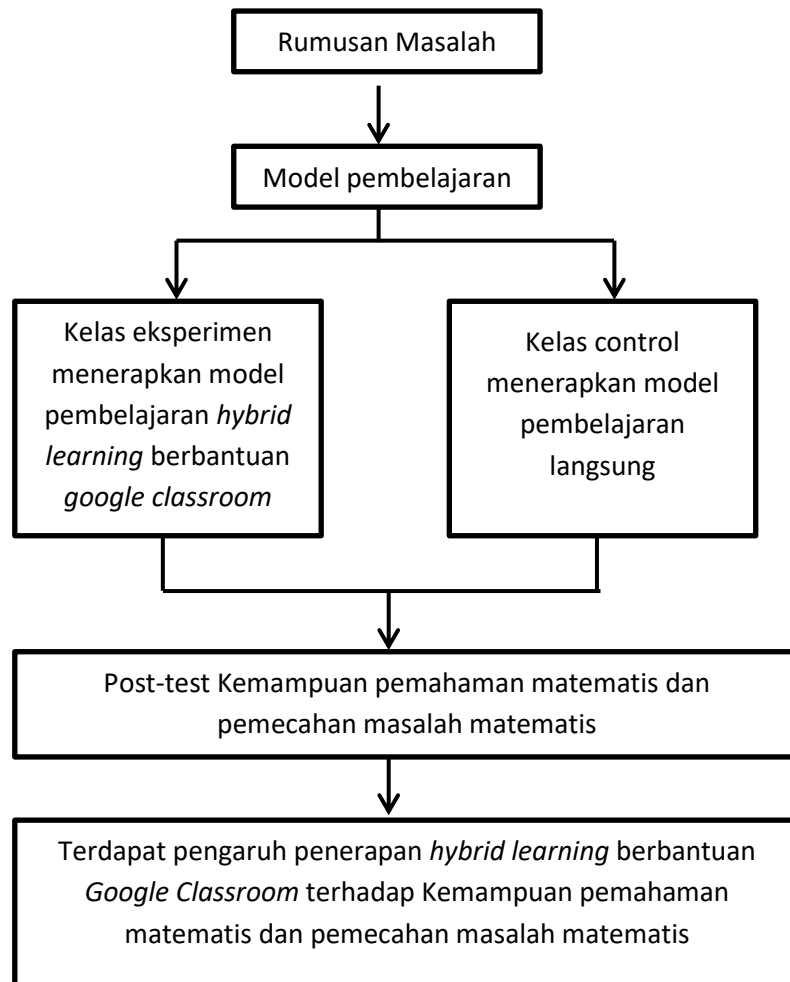 Rumusan Masalah
Model pembelajaran
Kelas eksperimen
menerapkan model
pembelajaran hybrid
learning berbantuan
google classroom
Kelas control
menerapkan model
pembelajaran
langsung
Post-test Kemampuan pemahaman matematis dan
pemecahan masalah matematis
Terdapat pengaruh penerapan hybrid learning berbantuan
Google Classroom terhadap Kemampuan pemahaman
matematis dan pemecahan masalah matematis